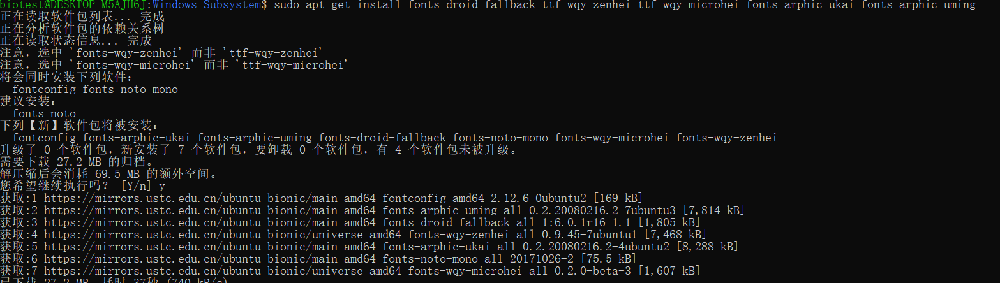 biotest@DESKTOP-M5AJH6J:Windows_Subsystem$ sudo apt-get install fonts-droid-fallback ttf-wqy-zenhei ttf-wqy-microhei fonts-arphic-ukai fonts-arphic-uming
正在读取软件包列表... 完成
正在分析软件包的依赖关系树
正在读取状态信息... 完成
注意，选中 'fonts-wqy-zenhei' 而非 'ttf-wqy-zenhei'
注意，选中 'fonts-wqy-microhei' 而非 'ttf-wqy-microhei'
将会同时安装下列软件：
  fontconfig fonts-noto-mono
建议安装：
  fonts-noto
下列【新】软件包将被安装：
  fontconfig fonts-arphic-ukai fonts-arphic-uming fonts-droid-fallback fonts-noto-mono fonts-wqy-microhei fonts-wqy-zenhei
升级了 0 个软件包，新安装了 7 个软件包，要卸载 0 个软件包，有 4 个软件包未被升级。
需要下载 27.2 MB 的归档。
解压缩后会消耗 69.5 MB 的额外空间。
您希望继续执行吗？ [Y/n] y
获取:1 https://mirrors.ustc.edu.cn/ubuntu bionic/main amd64 fontconfig amd64 2.12.6-0ubuntu2 [169 kB]
获取:2 https://mirrors.ustc.edu.cn/ubuntu bionic/main amd64 fonts-arphic-uming all 0.2.20080216.2-7ubuntu3 [7,814 kB]
获取:3 https://mirrors.ustc.edu.cn/ubuntu bionic/main amd64 fonts-droid-fallback all 1:6.0.1r16-1.1 [1,805 kB]
获取:4 https://mirrors.ustc.edu.cn/ubuntu bionic/universe amd64 fonts-wqy-zenhei all 0.9.45-7ubuntu1 [7,468 kB]
获取:5 https://mirrors.ustc.edu.cn/ubuntu bionic/main amd64 fonts-arphic-ukai all 0.2.20080216.2-4ubuntu2 [8,288 kB]
获取:6 https://mirrors.ustc.edu.cn/ubuntu bionic/main amd64 fonts-noto-mono all 20171026-2 [75.5 kB]
获取:7 https://mirrors.ustc.edu.cn/ubuntu bionic/universe amd64 fonts-wqy-microhei all 0.2.0-beta-3 [1,607 kB]
已下载 27.2 MB，耗时 37秒 (740 kB/s)